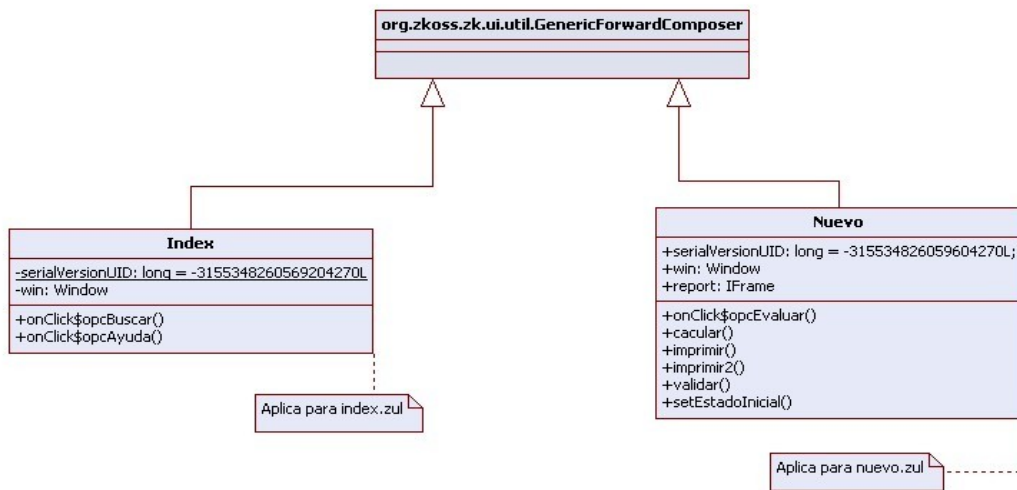 org.zkoss.zk.ui.util.GenericForwardComposer
Index
-serialVersionUID: long = -3155348260569204270L
-win: Window
+onClick$opcBuscar()
+onClick$opcAyuda()
Aplica para index.zul
Nuevo
+serialVersionUID: long = -315534826059604270L;
+win: Window
+report: IFrame
+onClick$opcEvaluar()
+cacular()
+imprimir()
+imprimir2()
+validar()
+setEstadoInicial()
Aplica para nuevo.zul